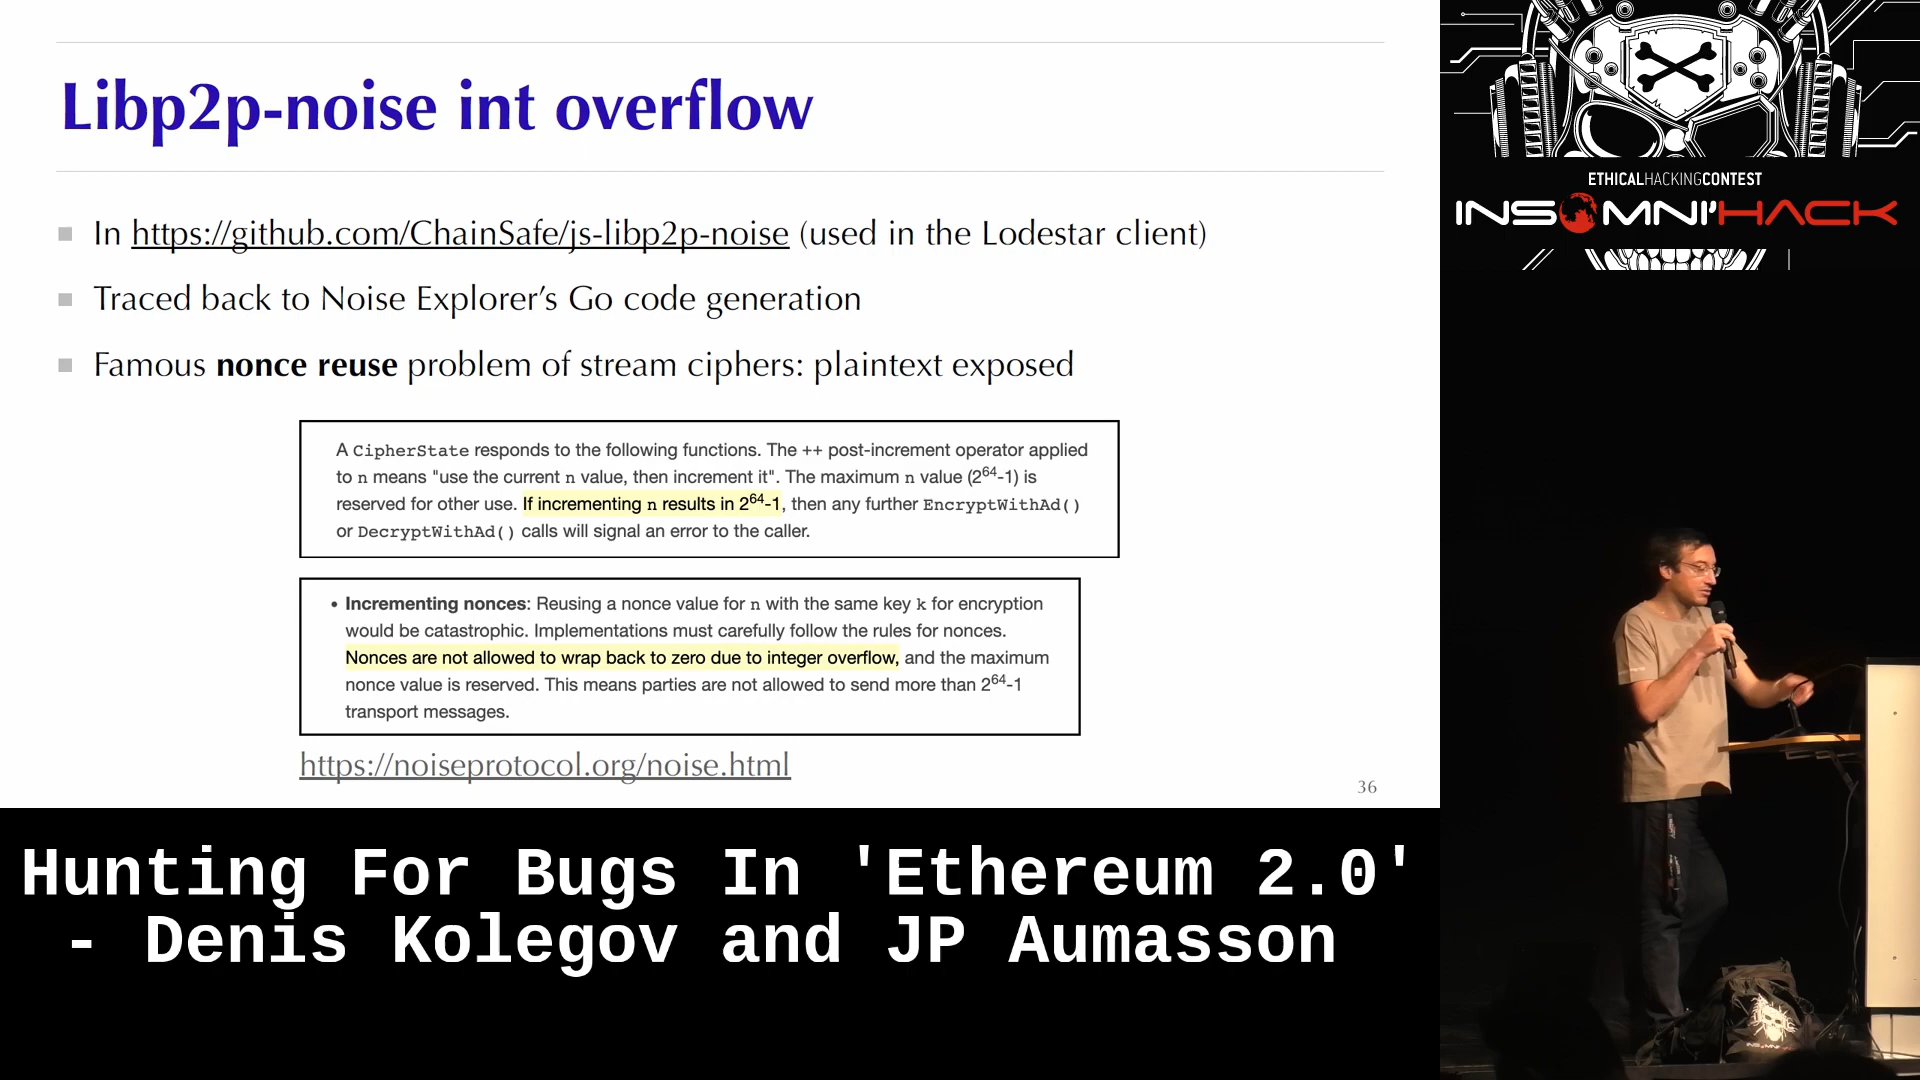 Libp2p-noise int overflow
In https://github.com/ChainSafe/js-libp2p-noise (used in the Lodestar client)
Traced back to Noise Explorer’s Go code generation
Famous nonce reuse problem of stream ciphers: plaintext exposed
A CipherState responds to the following functions. The ++ post-increment operator applied
to n means "use the current n value, then increment it". The maximum n value (2^64-1) is
reserved for other use. If incrementing n results in 2^64-1, then any further EncryptWithAd()
or DecryptWithAd() calls will signal an error to the caller.
• Incrementing nonces: Reusing a nonce value for n with the same key k for encryption
would be catastrophic. Implementations must carefully follow the rules for nonces.
Nonces are not allowed to wrap back to zero due to integer overflow, and the maximum
nonce value is reserved. This means parties are not allowed to send more than 2^64-1
transport messages.
https://noiseprotocol.org/noise.html
36
ETHICALHACKINGCONTEST
INSOMNI'HACK
Hunting For Bugs In 'Ethereum 2.0'
- Denis Kolegov and JP Aumasson